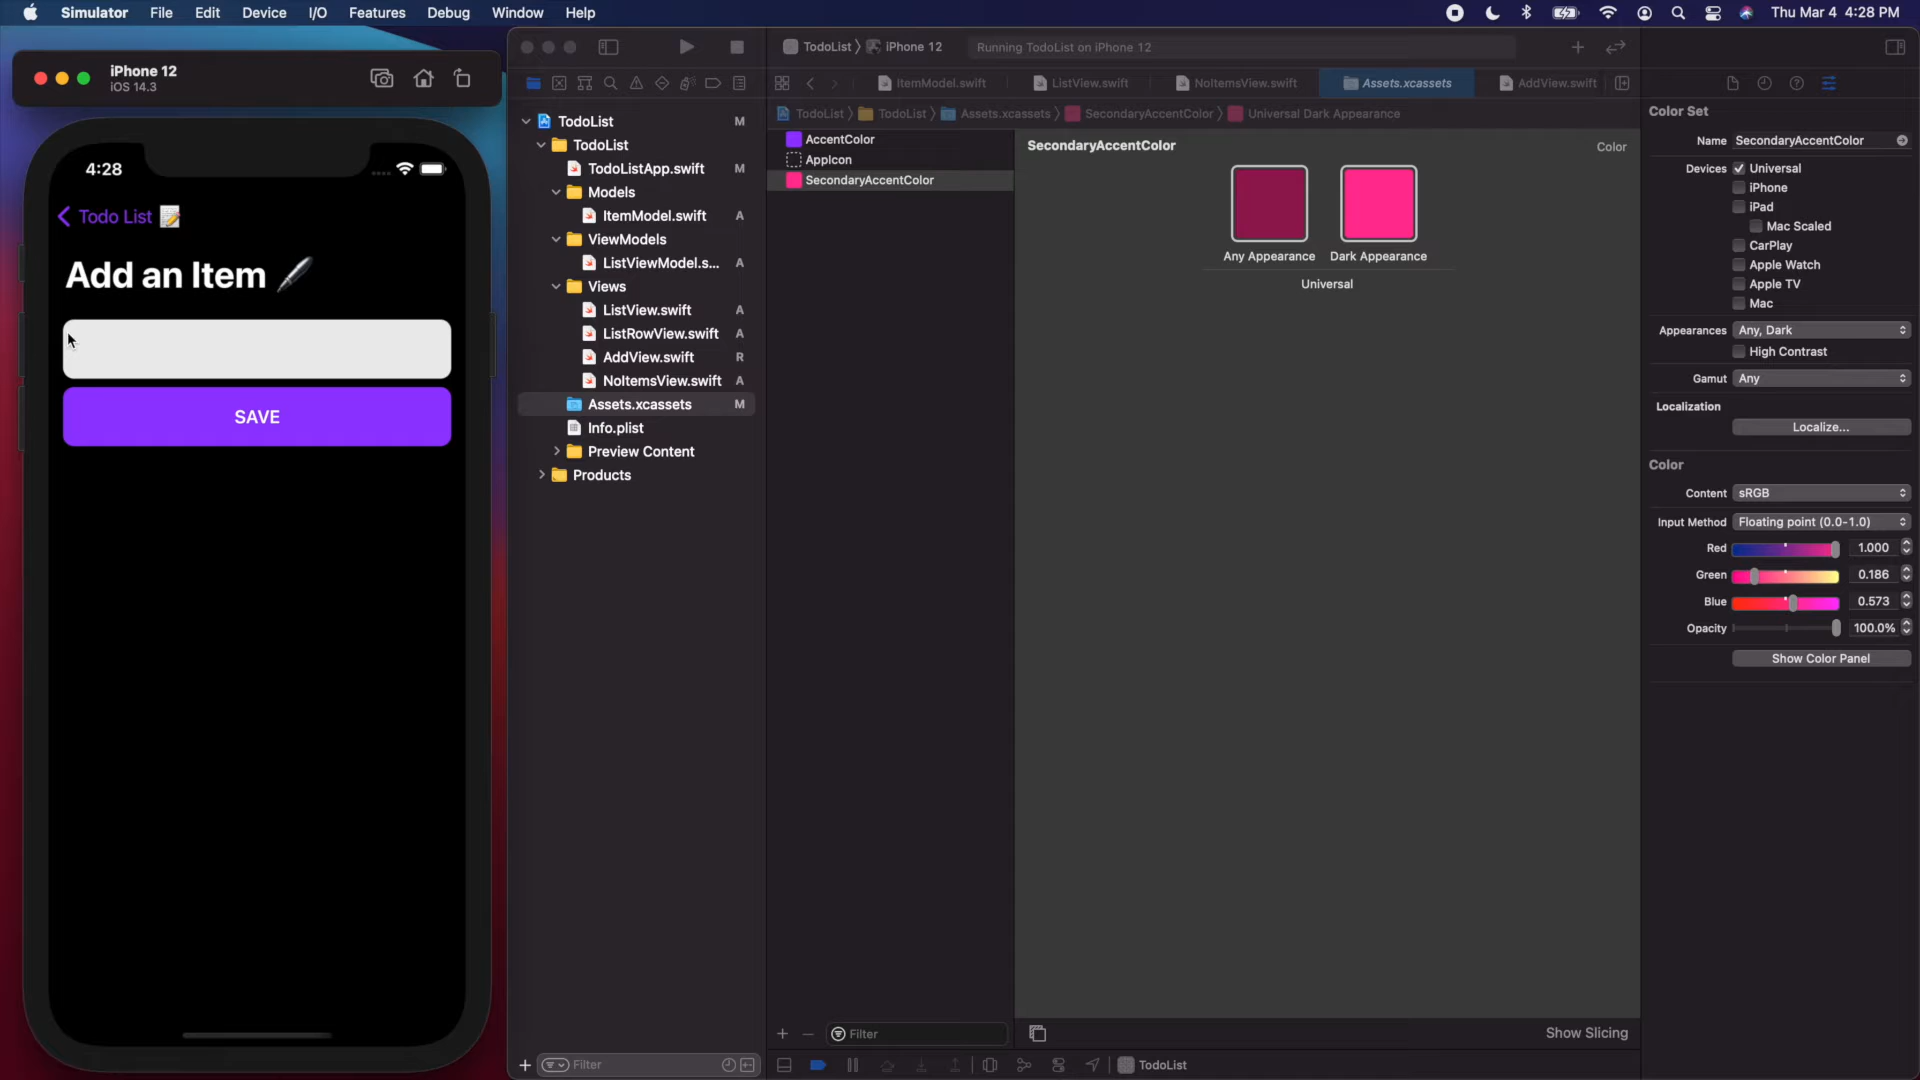 Simulator File Edit Device I/O Features Debug Window Help
Thu Mar 4 4:28 PM
iPhone 12
iOS 14.3
4:28
Todo List
Add an Item
SAVE
TodoList M
TodoList
TodoListApp.swift M
Models
ItemModel.swift A
ViewModels
ListViewModel.s... A
Views
ListView.swift A
ListRowView.swift A
AddView.swift R
NoItemsView.swift A
Assets.xcassets M
Info.plist
Preview Content
Products
Filter
TodoList iPhone 12
Running TodoList on iPhone 12
ItemModel.swift ListView.swift NoItemsView.swift Assets.xcassets AddView.swift
TodoList TodoList Assets.xcassets SecondaryAccentColor Universal Dark Appearance
AccentColor
AppIcon
SecondaryAccentColor
Filter
SecondaryAccentColor Color
Any Appearance Dark Appearance
Universal
Show Slicing
TodoList
Color Set
Name SecondaryAccentColor
Devices Universal
iPhone
iPad
Mac Scaled
CarPlay
Apple Watch
Apple TV
Mac
Appearances Any, Dark
High Contrast
Gamut Any
Localization
Localize...
Color
Content sRGB
Input Method Floating point (0.0-1.0)
Red 1.000
Green 0.186
Blue 0.573
Opacity 100.0%
Show Color Panel